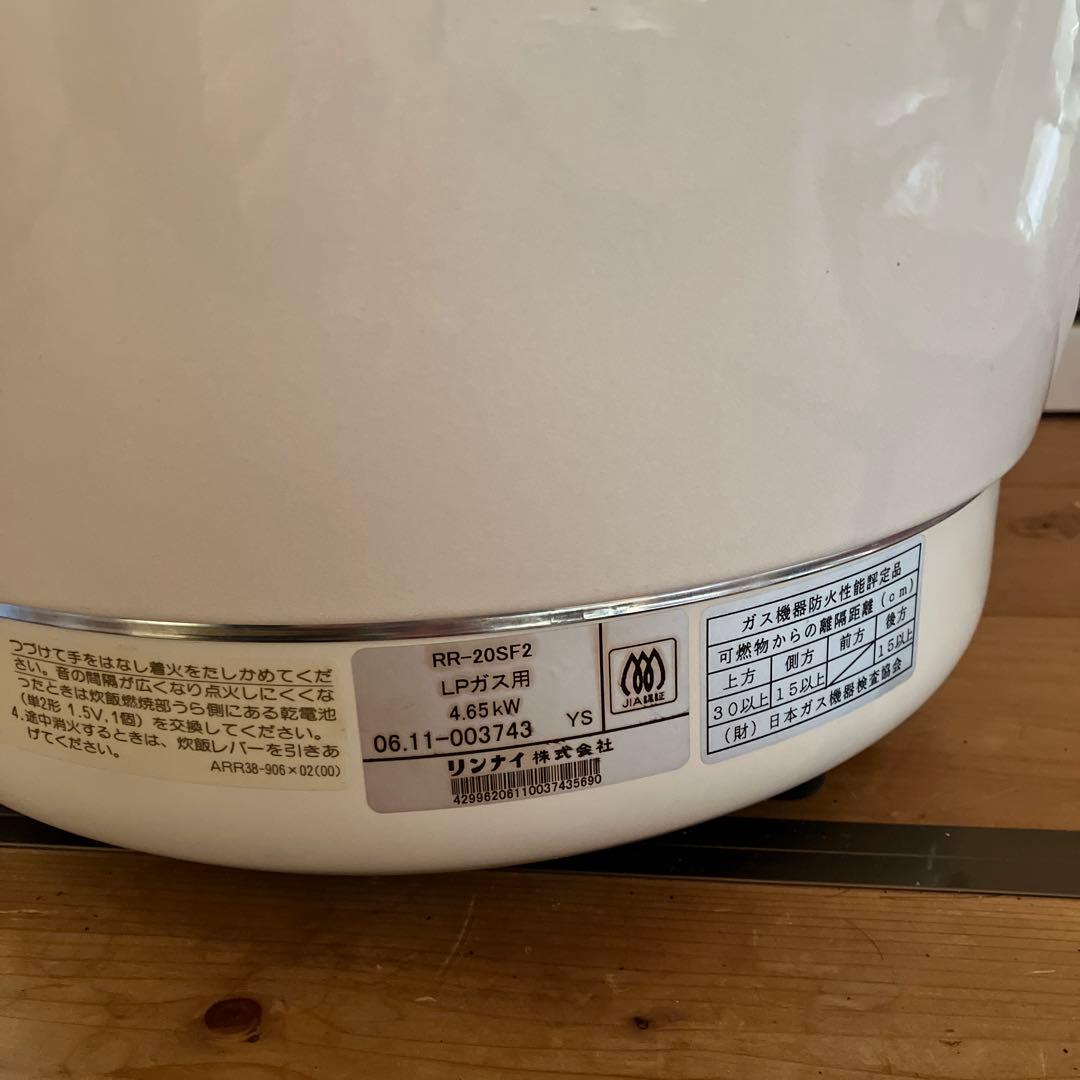 つづけて手をはなし着火をたしかめてくだ
さい。音の間隔が広くなり点火しにくくな
ったときは炊飯燃焼部うら側にある乾電池
(単2形 1.5V,1個) を交換してください。
4.途中消火するときは、炊飯レバーを引きあ
げてください。
ARR38-906×02(00)
RR-20SF2
LPガス用
4.65kW
06.11-003743
YS
リンナイ 株式会社
42996206110037435690
JIA認証
ガス機器防火性能評定品
可燃物からの離隔距離(cm)
上方 側方 前方 後方
30以上 15以上 15以上
(財)日本ガス機器検査協会